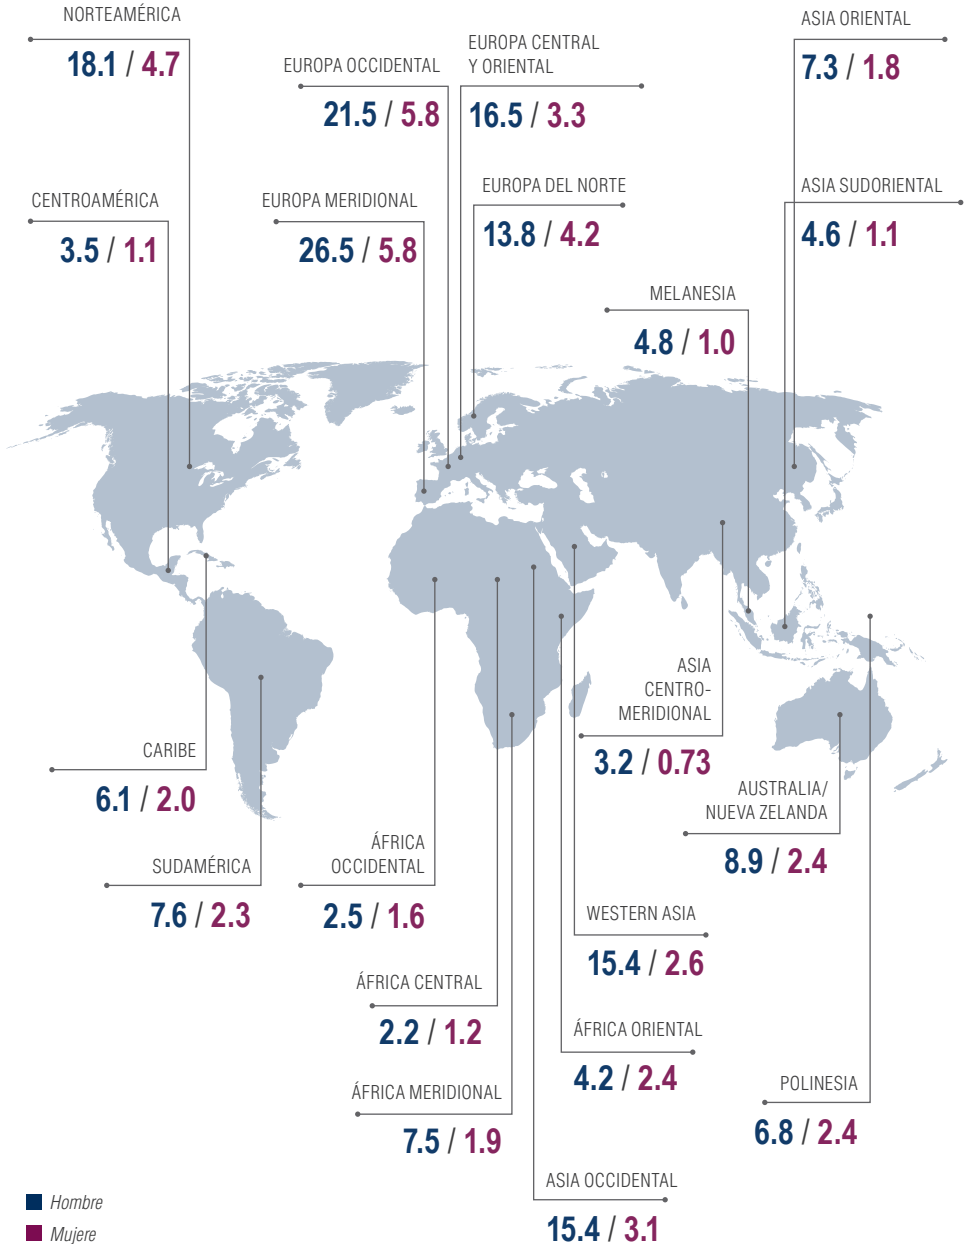 NORTEAMÉRICA
18.1 / 4.7
EUROPA OCCIDENTAL
21.5 / 5.8
EUROPA CENTRAL
Y ORIENTAL
16.5 / 3.3
ASIA ORIENTAL
7.3 / 1.8
CENTROAMÉRICA
3.5 / 1.1
EUROPA MERIDIONAL
26.5 / 5.8
EUROPA DEL NORTE
13.8 / 4.2
ASIA SUDORIENTAL
4.6 / 1.1
MELANESIA
4.8 / 1.0
ASIA
CENTRO-
MERIDIONAL
3.2 / 0.73
CARIBE
6.1 / 2.0
AUSTRALIA/
NUEVA ZELANDA
8.9 / 2.4
SUDAMÉRICA
7.6 / 2.3
ÁFRICA
OCCIDENTAL
2.5 / 1.6
WESTERN ASIA
15.4 / 2.6
ÁFRICA CENTRAL
2.2 / 1.2
ÁFRICA ORIENTAL
4.2 / 2.4
ÁFRICA MERIDIONAL
7.5 / 1.9
POLINESIA
6.8 / 2.4
ASIA OCCIDENTAL
15.4 / 3.1
Hombre
Mujere